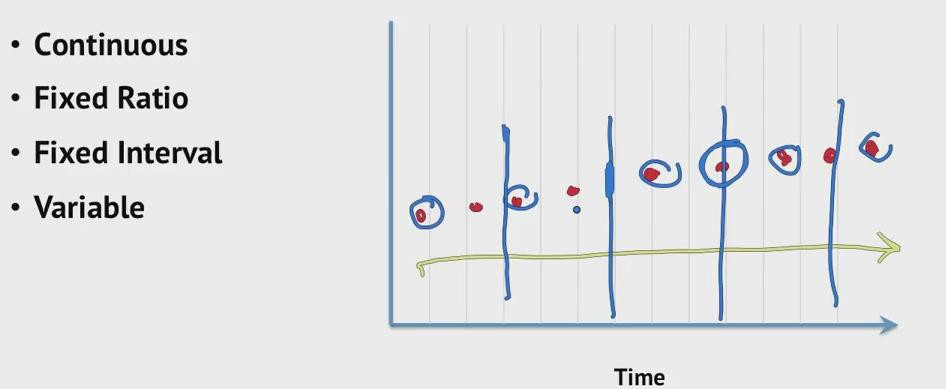 • Continuous
• Fixed Ratio
• Fixed Interval
• Variable
Time